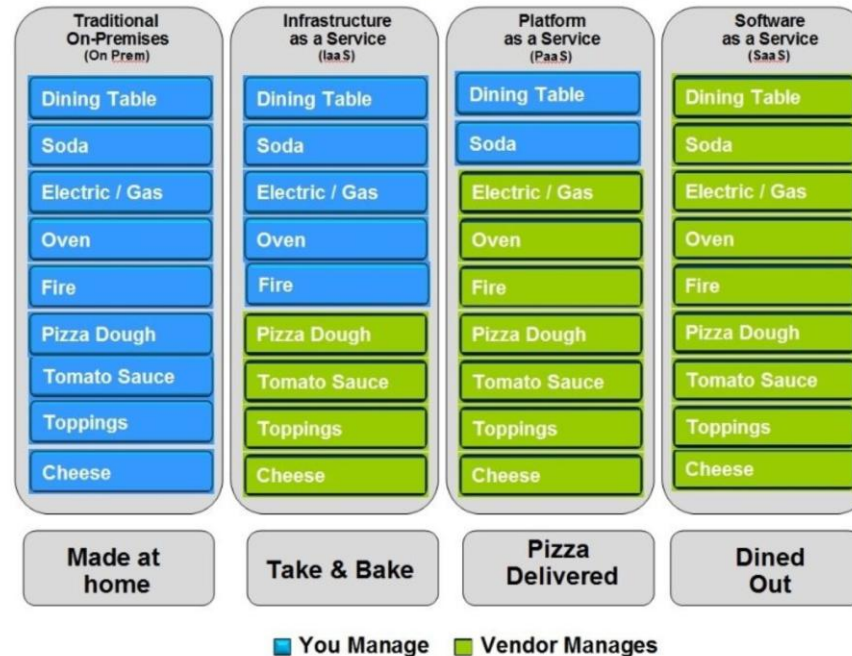 Traditional
On-Premises
(On Prem)
Dining Table
Soda
Electric / Gas
Oven
Fire
Pizza Dough
Tomato Sauce
Toppings
Cheese
Made at
home
Infrastructure
as a Service
(IaaS)
Dining Table
Soda
Electric / Gas
Oven
Fire
Pizza Dough
Tomato Sauce
Toppings
Cheese
Take & Bake
Platform
as a Service
(PaaS)
Dining Table
Soda
Electric / Gas
Oven
Fire
Pizza Dough
Tomato Sauce
Toppings
Cheese
Pizza
Delivered
Software
as a Service
(SaaS)
Dining Table
Soda
Electric / Gas
Oven
Fire
Pizza Dough
Tomato Sauce
Toppings
Cheese
Dined
Out
You Manage
Vendor Manages